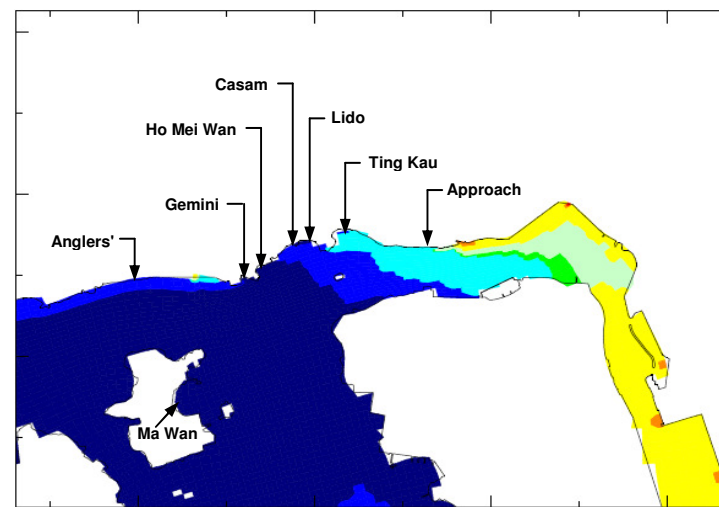 Casam
Lido
Ho Mei Wan
Ting Kau
Approach
Gemini
Anglers'
Ma Wan